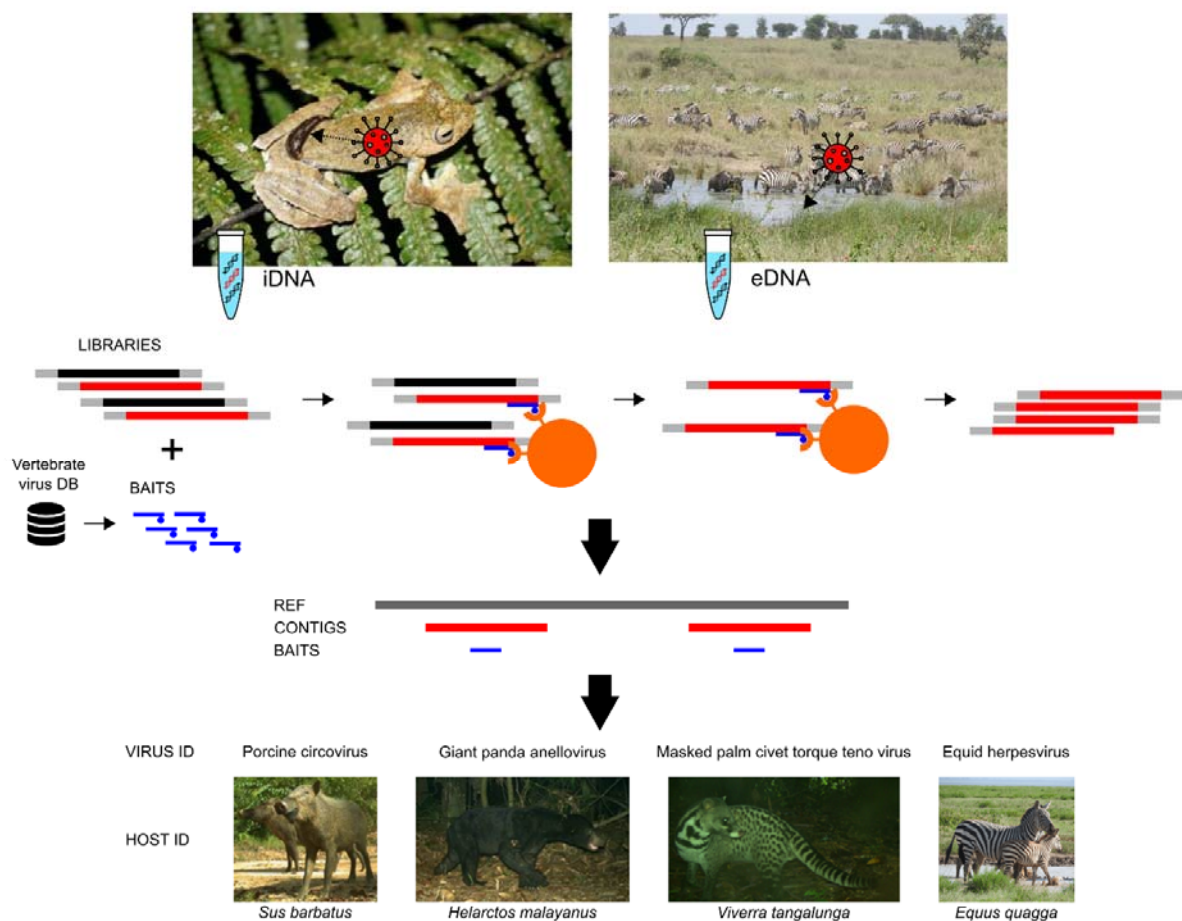 iDNA
eDNA
LIBRARIES
Vertebrate
virus DB
BAITS
REF
CONTIGS
BAITS
VIRUS ID
Porcine circovirus
Giant panda anellovirus
Masked palm civet torque teno virus
Equid herpesvirus
HOST ID
Sus barbatus
Helarctos malayanus
Viverra tangalunga
Equus quagga